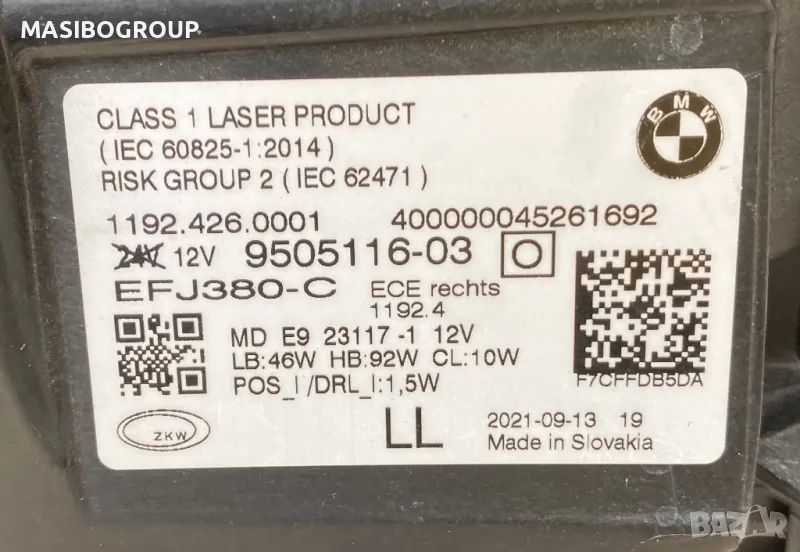 MASIBOGROUP
CLASS 1 LASER PRODUCT
( IEC 60825-1:2014 )
RISK GROUP 2 ( IEC 62471 )
BMW
1192.426.0001 400000045261692
24V 12V 9505116-03 O
EFJ380-C ECE rechts
1192.4
MD E9 23117 -1 12V
LB:46W HB:92W CL:10W
POS_I /DRL_I:1,5W
F7CFFDB5DA
ZKW LL 2021-09-13 19
Made in Slovakia
BAZAR